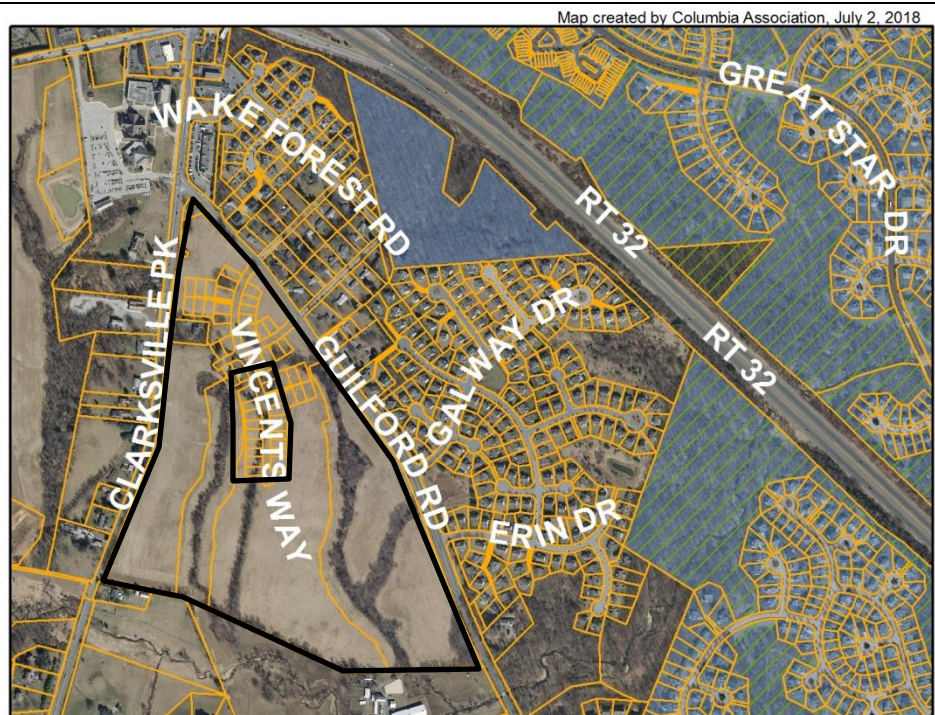 Map created by Columbia Association, July 2, 2018
GREAT STAR DR
WAKE FOREST RD
RT 32
RT 32
CLARKSVILLE PK
VINCENTS WAY
GUILFORD RD
GALWAY DR
ERIN DR